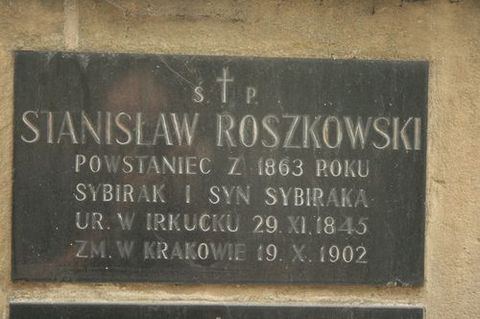 Ś † P.
STANISŁAW ROSZKOWSKI
POWSTANIEC Z 1863 ROKU
SYBIRAK I SYN SYBIRAKA
UR. W IRKUCKU 29. XI. 1845
ZM. W KRAKOWIE 19. X. 1902